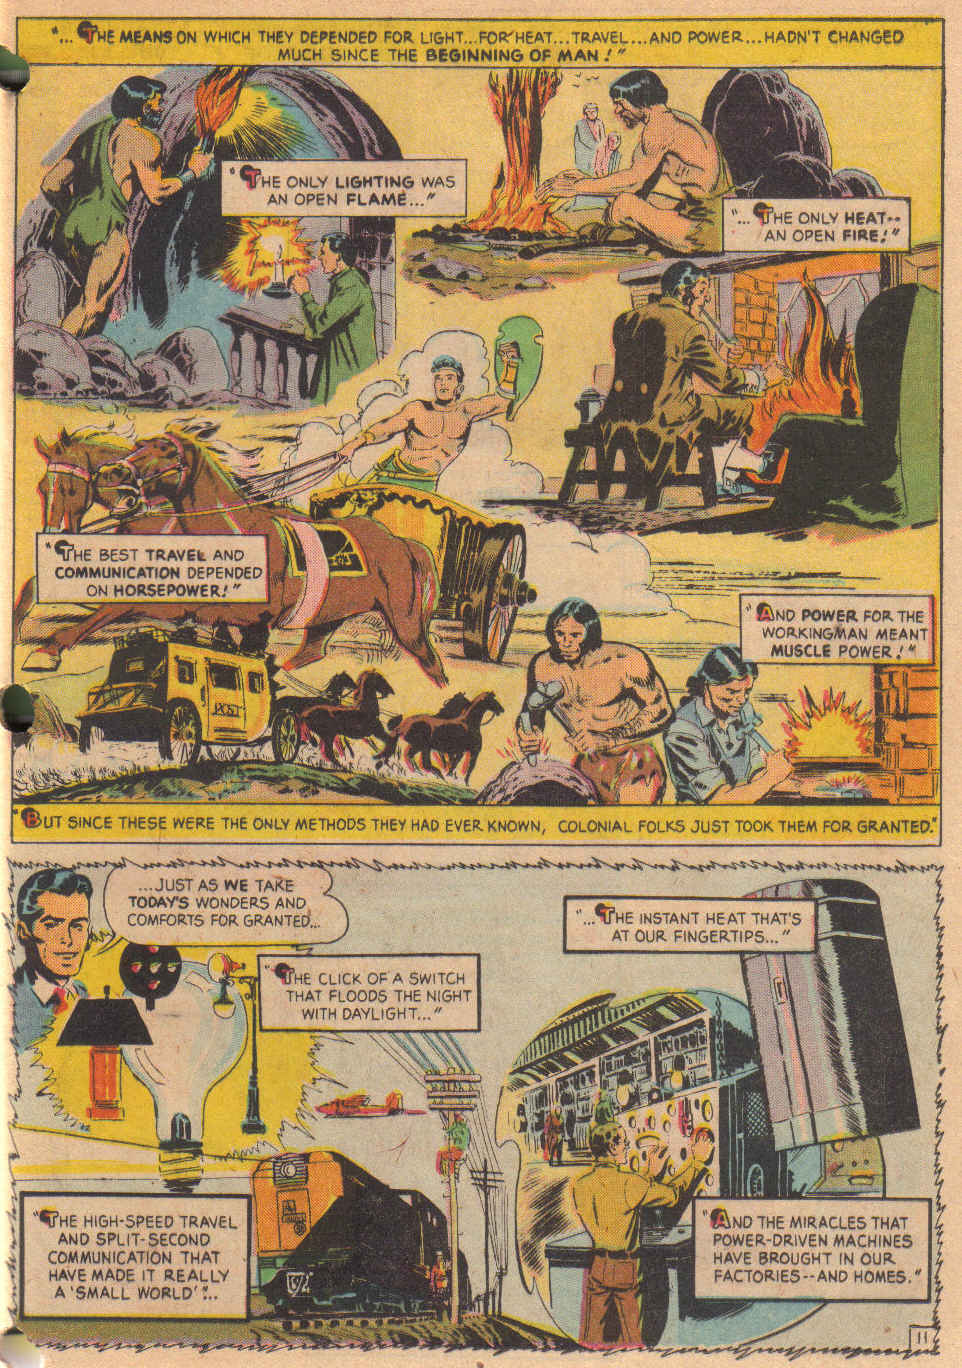 "... THE MEANS ON WHICH THEY DEPENDED FOR LIGHT...FOR HEAT...TRAVEL...AND POWER...HADN'T CHANGED
MUCH SINCE THE BEGINNING OF MAN!"
"THE ONLY LIGHTING WAS
AN OPEN FLAME..."
"... THE ONLY HEAT--
AN OPEN FIRE!"
"THE BEST TRAVEL AND
COMMUNICATION DEPENDED
ON HORSEPOWER!"
POST
"AND POWER FOR THE
WORKINGMAN MEANT
MUSCLE POWER!"
"BUT SINCE THESE WERE THE ONLY METHODS THEY HAD EVER KNOWN, COLONIAL FOLKS JUST TOOK THEM FOR GRANTED."
...JUST AS WE TAKE
TODAY'S WONDERS AND
COMFORTS FOR GRANTED...
"THE CLICK OF A SWITCH
THAT FLOODS THE NIGHT
WITH DAYLIGHT..."
"... THE INSTANT HEAT THAT'S
AT OUR FINGERTIPS..."
"THE HIGH-SPEED TRAVEL
AND SPLIT-SECOND
COMMUNICATION THAT
HAVE MADE IT REALLY
A 'SMALL WORLD'"...
"AND THE MIRACLES THAT
POWER-DRIVEN MACHINES
HAVE BROUGHT IN OUR
FACTORIES--AND HOMES."
11